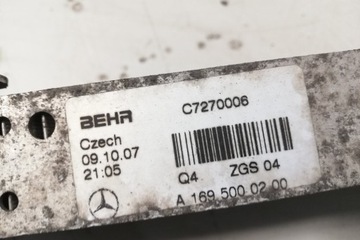 BEHR
C7270006
Czech
09.10.07
21:05
Q4 ZGS 04
A 169 500 02 00